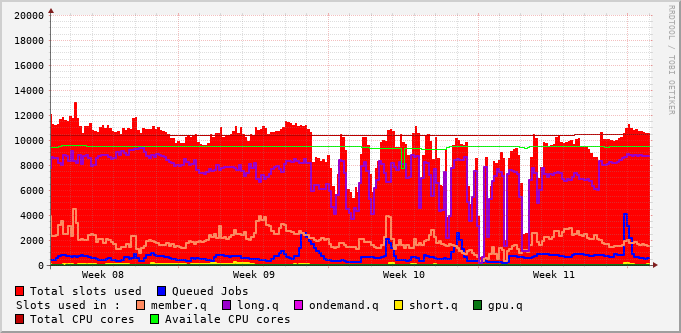 20000
18000
16000
14000
12000
10000
8000
6000
4000
2000
0
Week 08 Week 09 Week 10 Week 11
RRDTOOL / TOBI OETIKER
Total slots used Queued Jobs
Slots used in : member.q long.q ondemand.q short.q gpu.q
Total CPU cores Availale CPU cores